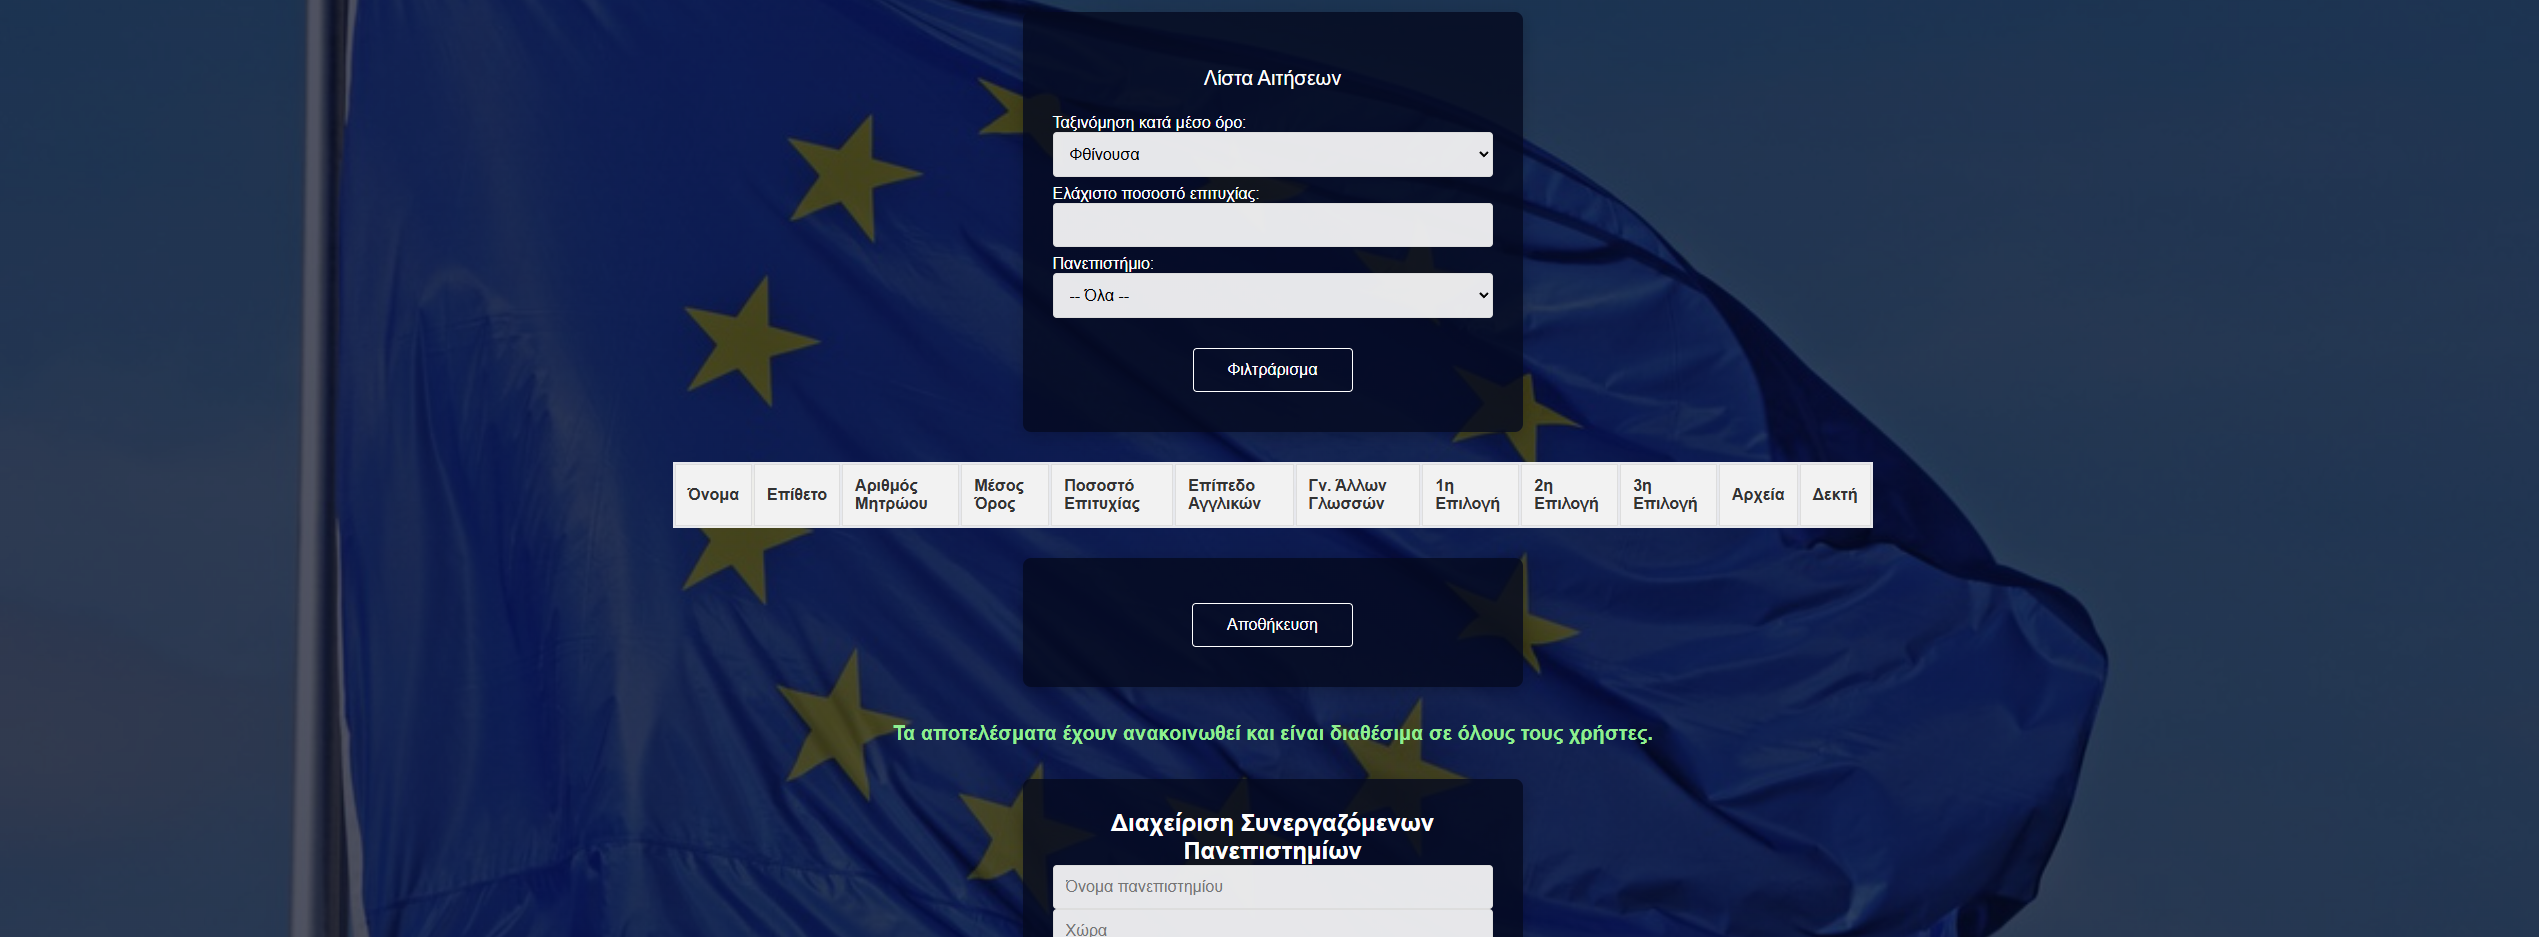 Λίστα Αιτήσεων
Ταξινόμηση κατά μέσο όρο:
Φθίνουσα
Ελάχιστο ποσοστό επιτυχίας:
Πανεπιστήμιο:
-- Όλα --
Φιλτράρισμα
Όνομα Επίθετο Αριθμός Μητρώου Μέσος Όρος Ποσοστό Επιτυχίας Επίπεδο Αγγλικών Γν. Άλλων Γλωσσών 1η Επιλογή 2η Επιλογή 3η Επιλογή Αρχεία Δεκτή
Αποθήκευση
Τα αποτελέσματα έχουν ανακοινωθεί και είναι διαθέσιμα σε όλους τους χρήστες.
Διαχείριση Συνεργαζόμενων
Πανεπιστημίων
Όνομα πανεπιστημίου
Χώρα